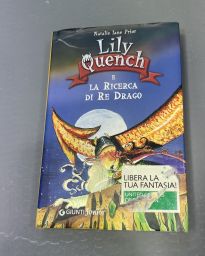 Natalie Jane Prior
Lily
Quench
E
LA RICERCA
DI RE DRAGO
LIBERA LA
TUA FANTASIA!
GIUNTI Junior